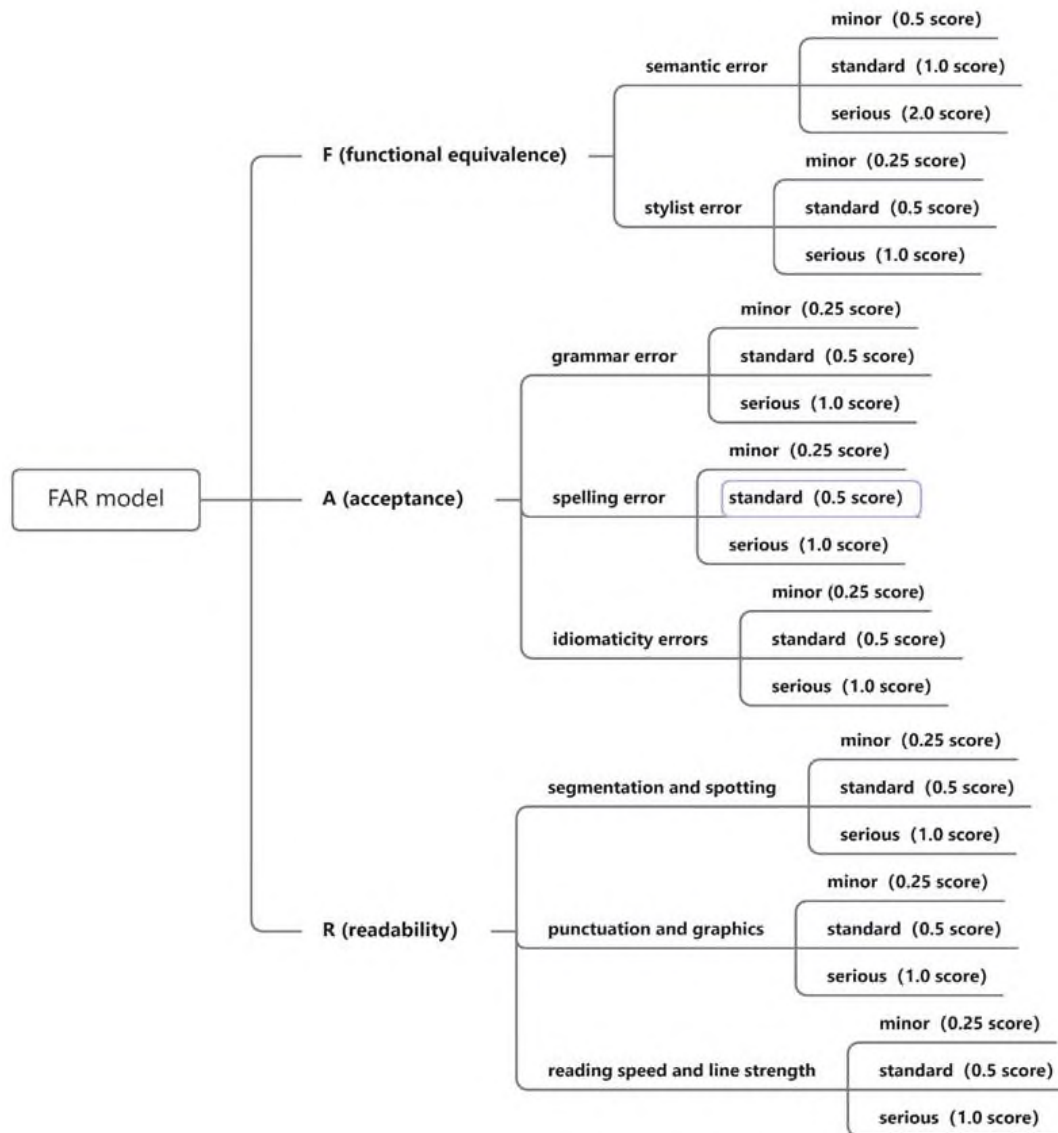 FAR model
F (functional equivalence)
semantic error
minor（0.5 score）
standard（1.0 score）
serious（2.0 score）
stylist error
minor（0.25 score）
standard（0.5 score）
serious（1.0 score）
A (acceptance)
grammar error
minor（0.25 score）
standard（0.5 score）
serious（1.0 score）
spelling error
minor（0.25 score）
standard（0.5 score）
serious（1.0 score）
idiomaticity errors
minor (0.25 score）
standard（0.5 score）
serious（1.0 score）
R (readability)
segmentation and spotting
minor（0.25 score）
standard（0.5 score）
serious（1.0 score）
punctuation and graphics
minor（0.25 score）
standard（0.5 score）
serious（1.0 score）
reading speed and line strength
minor（0.25 score）
standard（0.5 score）
serious（1.0 score）